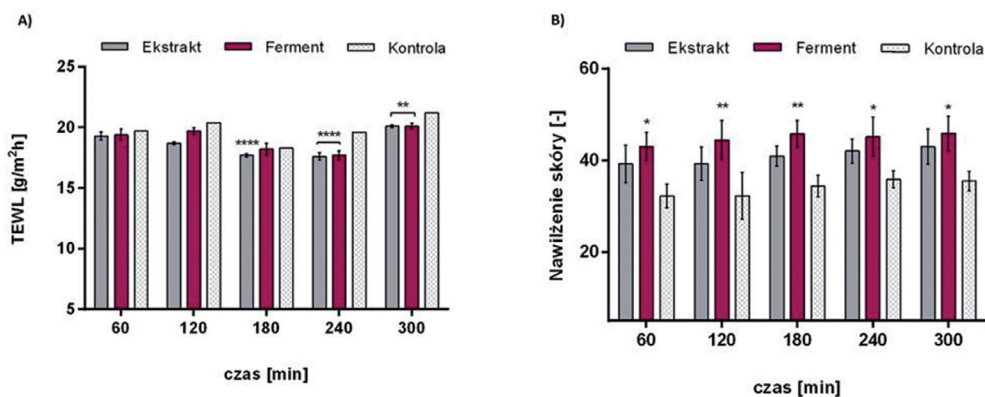 A)
Ekstrakt Ferment Kontrola
TEWL [g/m²h]
25
20
15
10
5
****
****
**
60 120 180 240 300
czas [min]
B)
Ekstrakt Ferment Kontrola
Nawilżenie skóry [-]
60
40
20
*
**
**
*
*
60 120 180 240 300
czas [min]